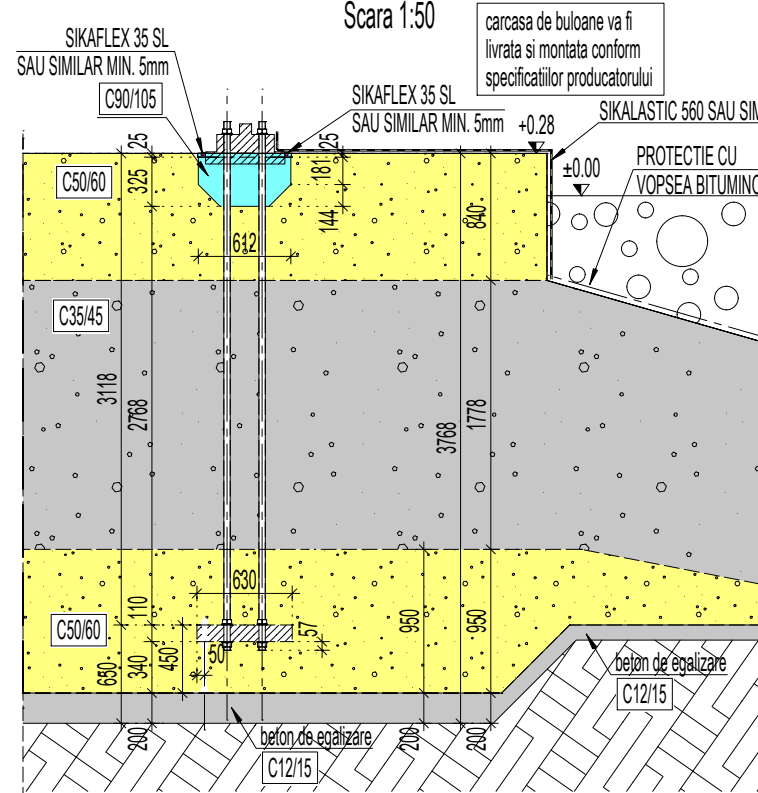 Scara 1:50
carcasa de buloane va fi
livrata si montata conform
specificatiilor producatorului
SIKAFLEX 35 SL
SAU SIMILAR MIN. 5mm
C90/105
SIKAFLEX 35 SL
SAU SIMILAR MIN. 5mm
+0.28
SIKALASTIC 560 SAU SIM
±0.00
PROTECTIE CU
VOPSEA BITUMINO
25
25
C50/60
325
181
144
840
612
C35/45
3118
2768
3768
1778
630
110
C50/60
57
950
950
650
340
450
50
beton de egalizare
C12/15
200
beton de egalizare
200
200
C12/15